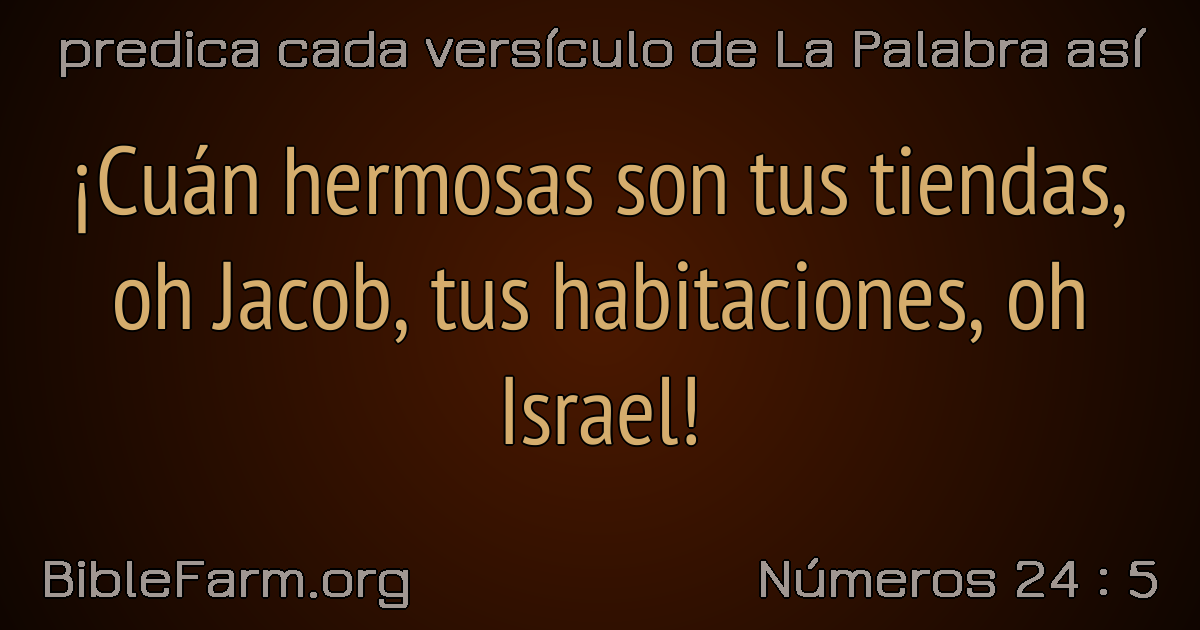 predica cada versículo de La Palabra así
¡Cuán hermosas son tus tiendas,
oh Jacob, tus habitaciones, oh
Israel!
BibleFarm.org
Números 24 : 5